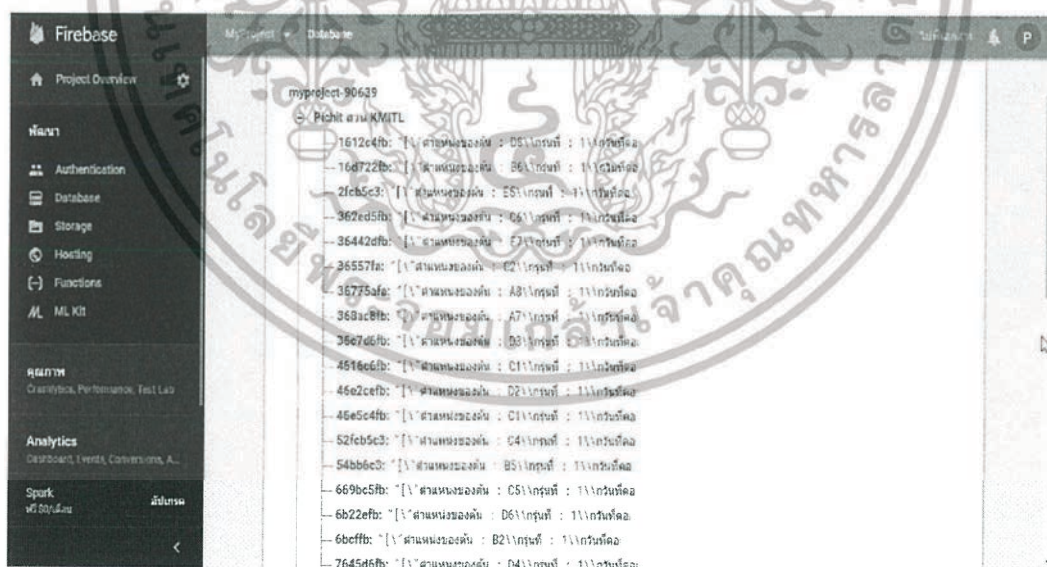 Firebase
MyProject Database
P
Project Overview
พัฒนา
Authentication
Database
Storage
Hosting
Functions
ML Kit
คุณภาพ
Crashlytics, Performance, Test Lab
Analytics
Dashboard, Events, Conversions, A...
Spark
ฟรี $0/เดือน
อัปเกรด
myproject-90639
Pichit สวน KMITL
1612c4fb: "[\"ตำแหน่งของต้น : D8\\nรุ่นที่ : 1\\nวันที่ตอ
16d722fb: "[\"ตำแหน่งของต้น : B6\\nรุ่นที่ : 1\\nวันที่ตอ
2fcb5c3: "[\"ตำแหน่งของต้น : E6\\nรุ่นที่ : 1\\nวันที่ตอ
362ed5fb: "[\"ตำแหน่งของต้น : C6\\nรุ่นที่ : 1\\nวันที่ตอ
36442dfb: "[\"ตำแหน่งของต้น : E7\\nรุ่นที่ : 1\\nวันที่ตอ
36557fa: "[\"ตำแหน่งของต้น : C2\\nรุ่นที่ : 1\\nวันที่ตอ
36775afa: "[\"ตำแหน่งของต้น : A8\\nรุ่นที่ : 1\\nวันที่ตอ
368ac8fb: "[\"ตำแหน่งของต้น : A7\\nรุ่นที่ : 1\\nวันที่ตอ
36c7d6fb: "[\"ตำแหน่งของต้น : D3\\nรุ่นที่ : 1\\nวันที่ตอ
4616c6fb: "[\"ตำแหน่งของต้น : C1\\nรุ่นที่ : 1\\nวันที่ตอ
46e2cefb: "[\"ตำแหน่งของต้น : D2\\nรุ่นที่ : 1\\nวันที่ตอ
46e5c4fb: "[\"ตำแหน่งของต้น : C1\\nรุ่นที่ : 1\\nวันที่ตอ
52fcb5c3: "[\"ตำแหน่งของต้น : C4\\nรุ่นที่ : 1\\nวันที่ตอ
54bb6c3: "[\"ตำแหน่งของต้น : B5\\nรุ่นที่ : 1\\nวันที่ตอ
669bc5fb: "[\"ตำแหน่งของต้น : C5\\nรุ่นที่ : 1\\nวันที่ตอ
6b22efb: "[\"ตำแหน่งของต้น : D6\\nรุ่นที่ : 1\\nวันที่ตอ
6bcffb: "[\"ตำแหน่งของต้น : B2\\nรุ่นที่ : 1\\nวันที่ตอ
7645d6fb: "[\"ตำแหน่งของต้น : D4\\nรุ่นที่ : 1\\nวันที่ตอ